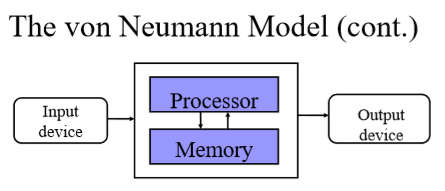 The von Neumann Model (cont.)
Processor
Input
device
Output
device
Memory